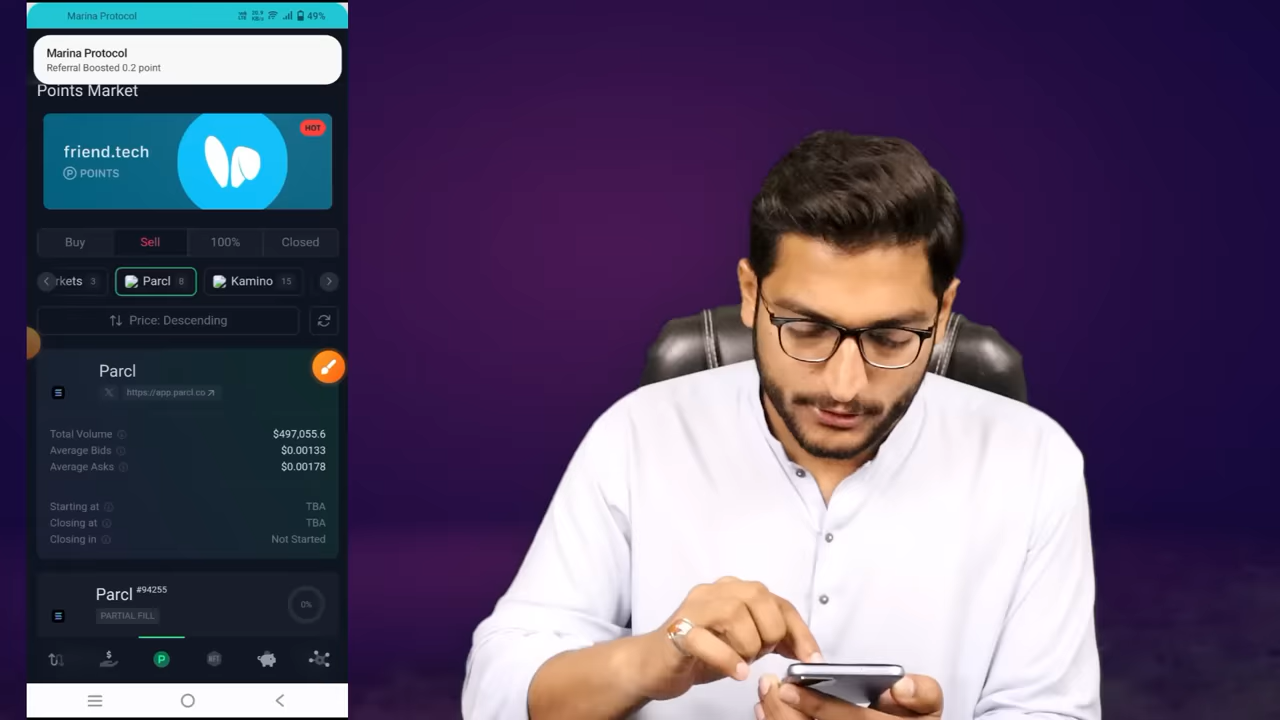 Marina Protocol
49%
Marina Protocol
Referral Boosted 0.2 point
Points Market
HOT
friend.tech
P POINTS
Buy Sell 100% Closed
rkets 3 Parcl 8 Kamino 15
Price: Descending
Parcl
X https://app.parcl.co
Total Volume $497,055.6
Average Bids $0.00133
Average Asks $0.00178
Starting at TBA
Closing at TBA
Closing in Not Started
Parcl #94255
PARTIAL FILL
0%
$ P NFT